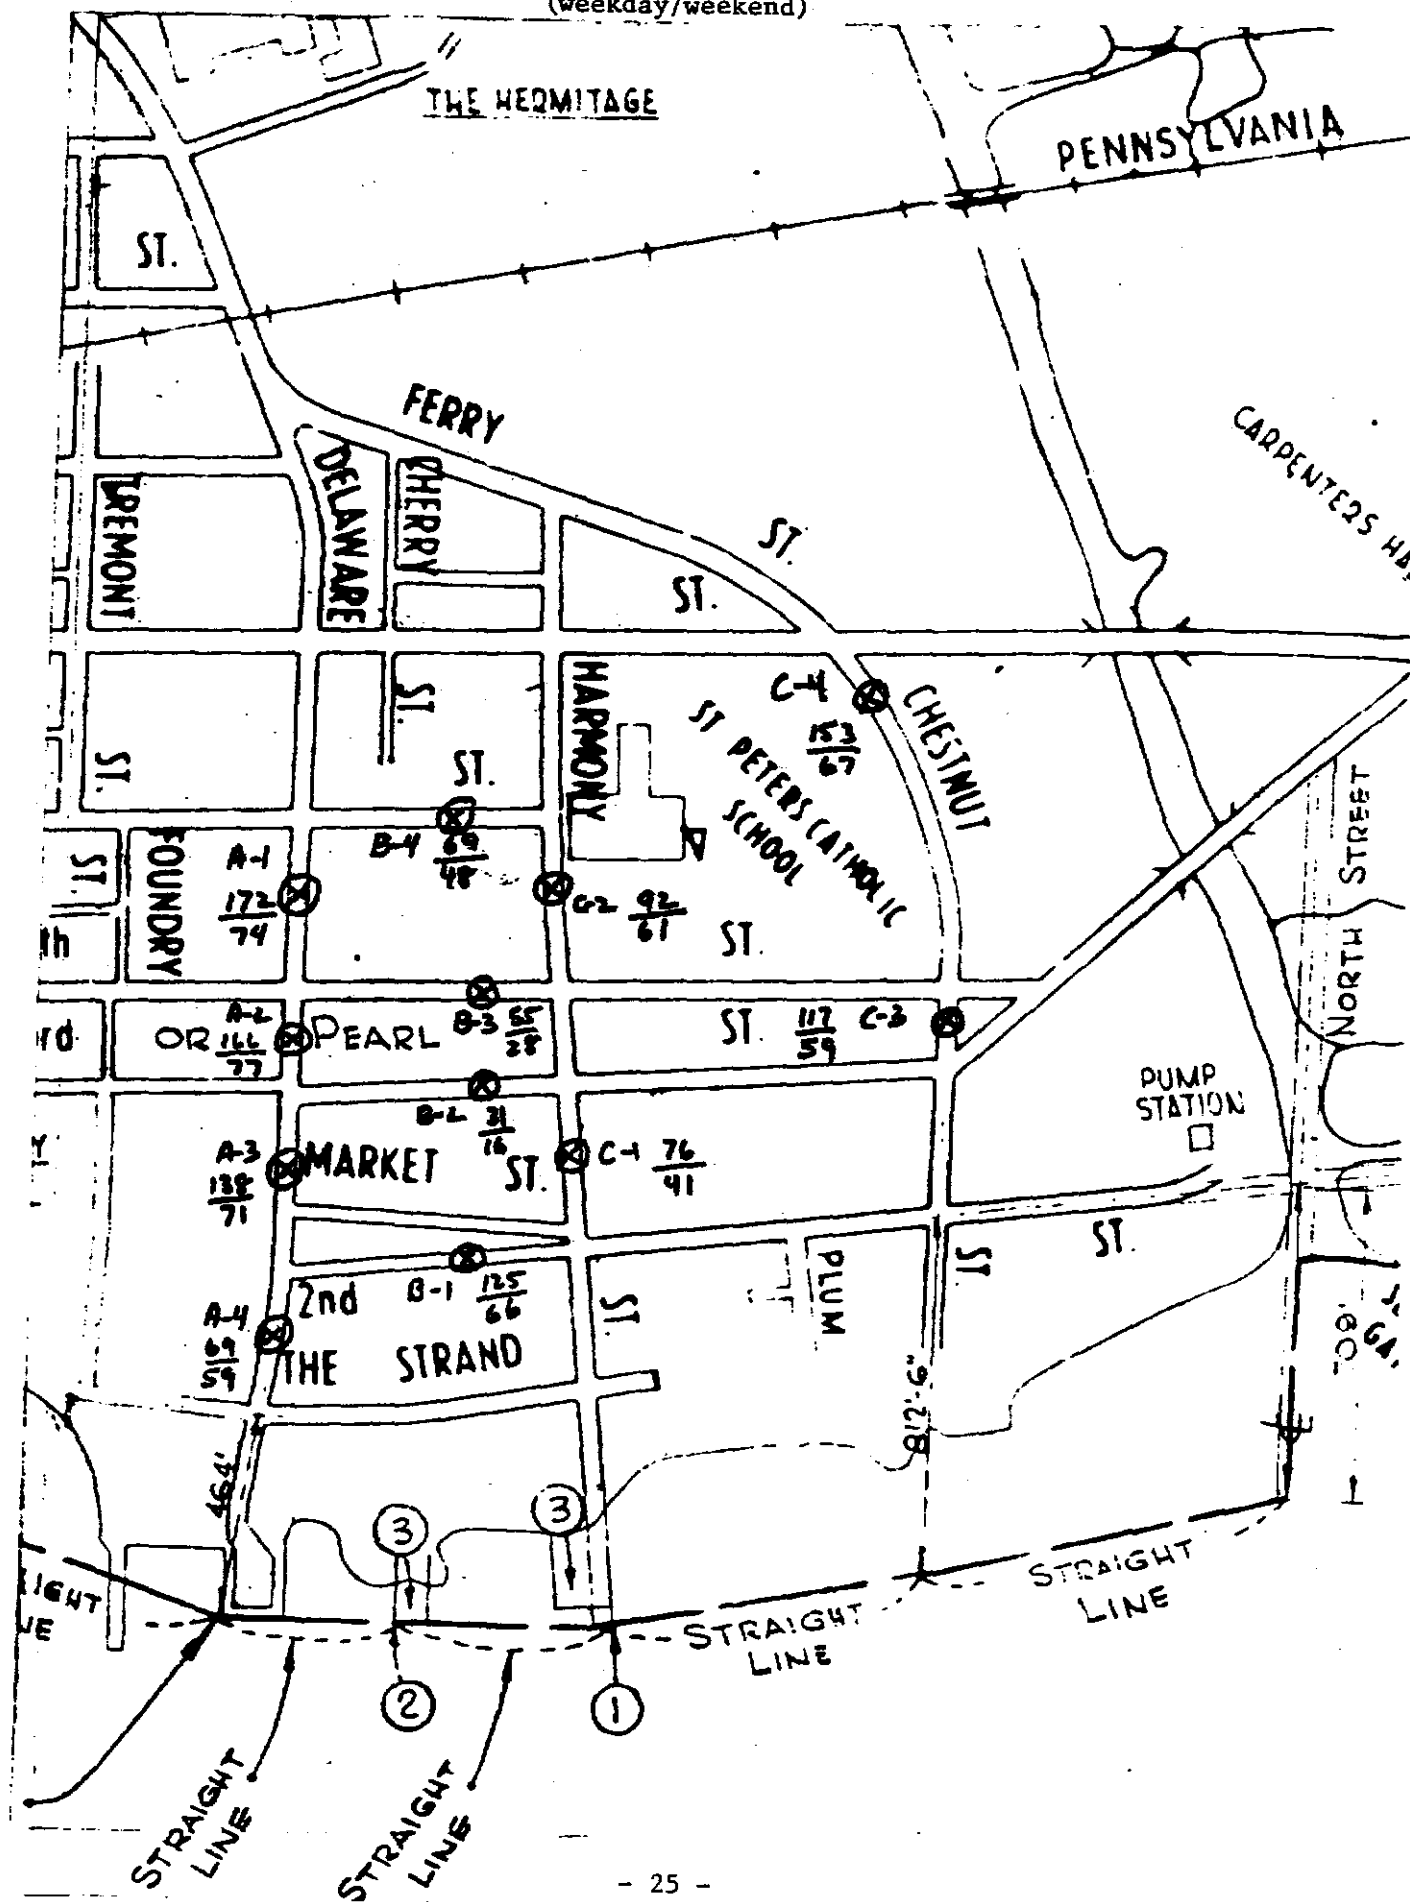 (weekday/weekend)
THE HERMITAGE
PENNSYLVANIA
ST.
FERRY
CARPENTERS
DELAWARE
CHERRY
TREMONT
ST.
ST.
HARMONY
C-4
153
67
CHESTNUT
ST PETERS CATHOLIC
SCHOOL
ST.
ST.
ST.
NORTH STREET
B-4
69
48
FOUNDRY
ST.
A-1
172
74
C-2
92
61
ST.
th
rd
OR
A-2
166
77
PEARL
B-3
55
28
ST.
117
59
C-3
PUMP
STATION
B-2
31
16
A-3
138
71
MARKET
ST.
C-1
76
41
2nd
B-1
125
66
ST.
PLUM
ST.
ST.
A-4
69
59
THE STRAND
812'-6"
464'
3
3
STRAIGHT
LINE
STRAIGHT
LINE
2
1
STRAIGHT
LINE
STRAIGHT
LINE
- 25 -